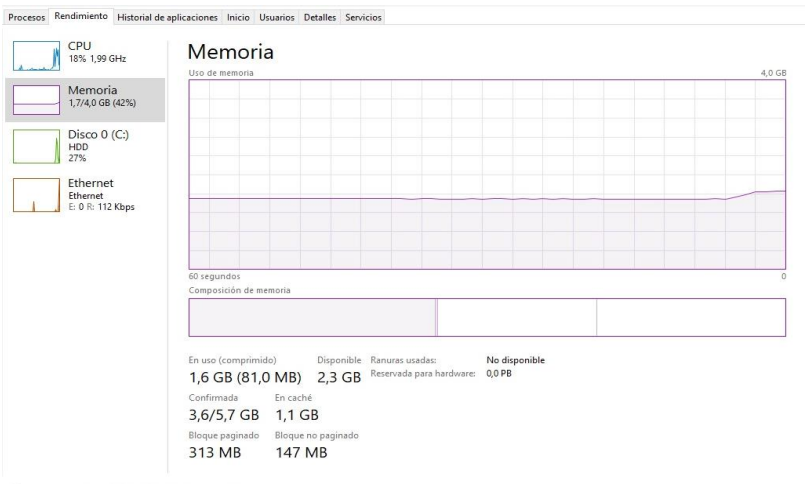 Procesos Rendimiento Historial de aplicaciones Inicio Usuarios Detalles Servicios
CPU
18% 1,99 GHz
Memoria
1,7/4,0 GB (42%)
Disco 0 (C:)
HDD
27%
Ethernet
Ethernet
E: 0 R: 112 Kbps
Memoria
Uso de memoria 4,0 GB
60 segundos 0
Composición de memoria
En uso (comprimido) Disponible Ranuras usadas: No disponible
1,6 GB (81,0 MB) 2,3 GB Reservada para hardware: 0,0 PB
Confirmada En caché
3,6/5,7 GB 1,1 GB
Bloque paginado Bloque no paginado
313 MB 147 MB